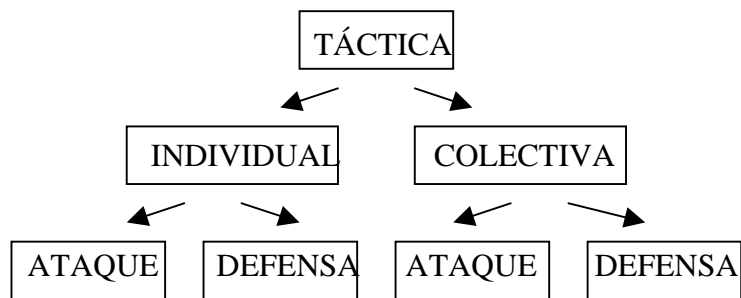 TÁCTICA
INDIVIDUAL COLECTIVA
ATAQUE DEFENSA ATAQUE DEFENSA